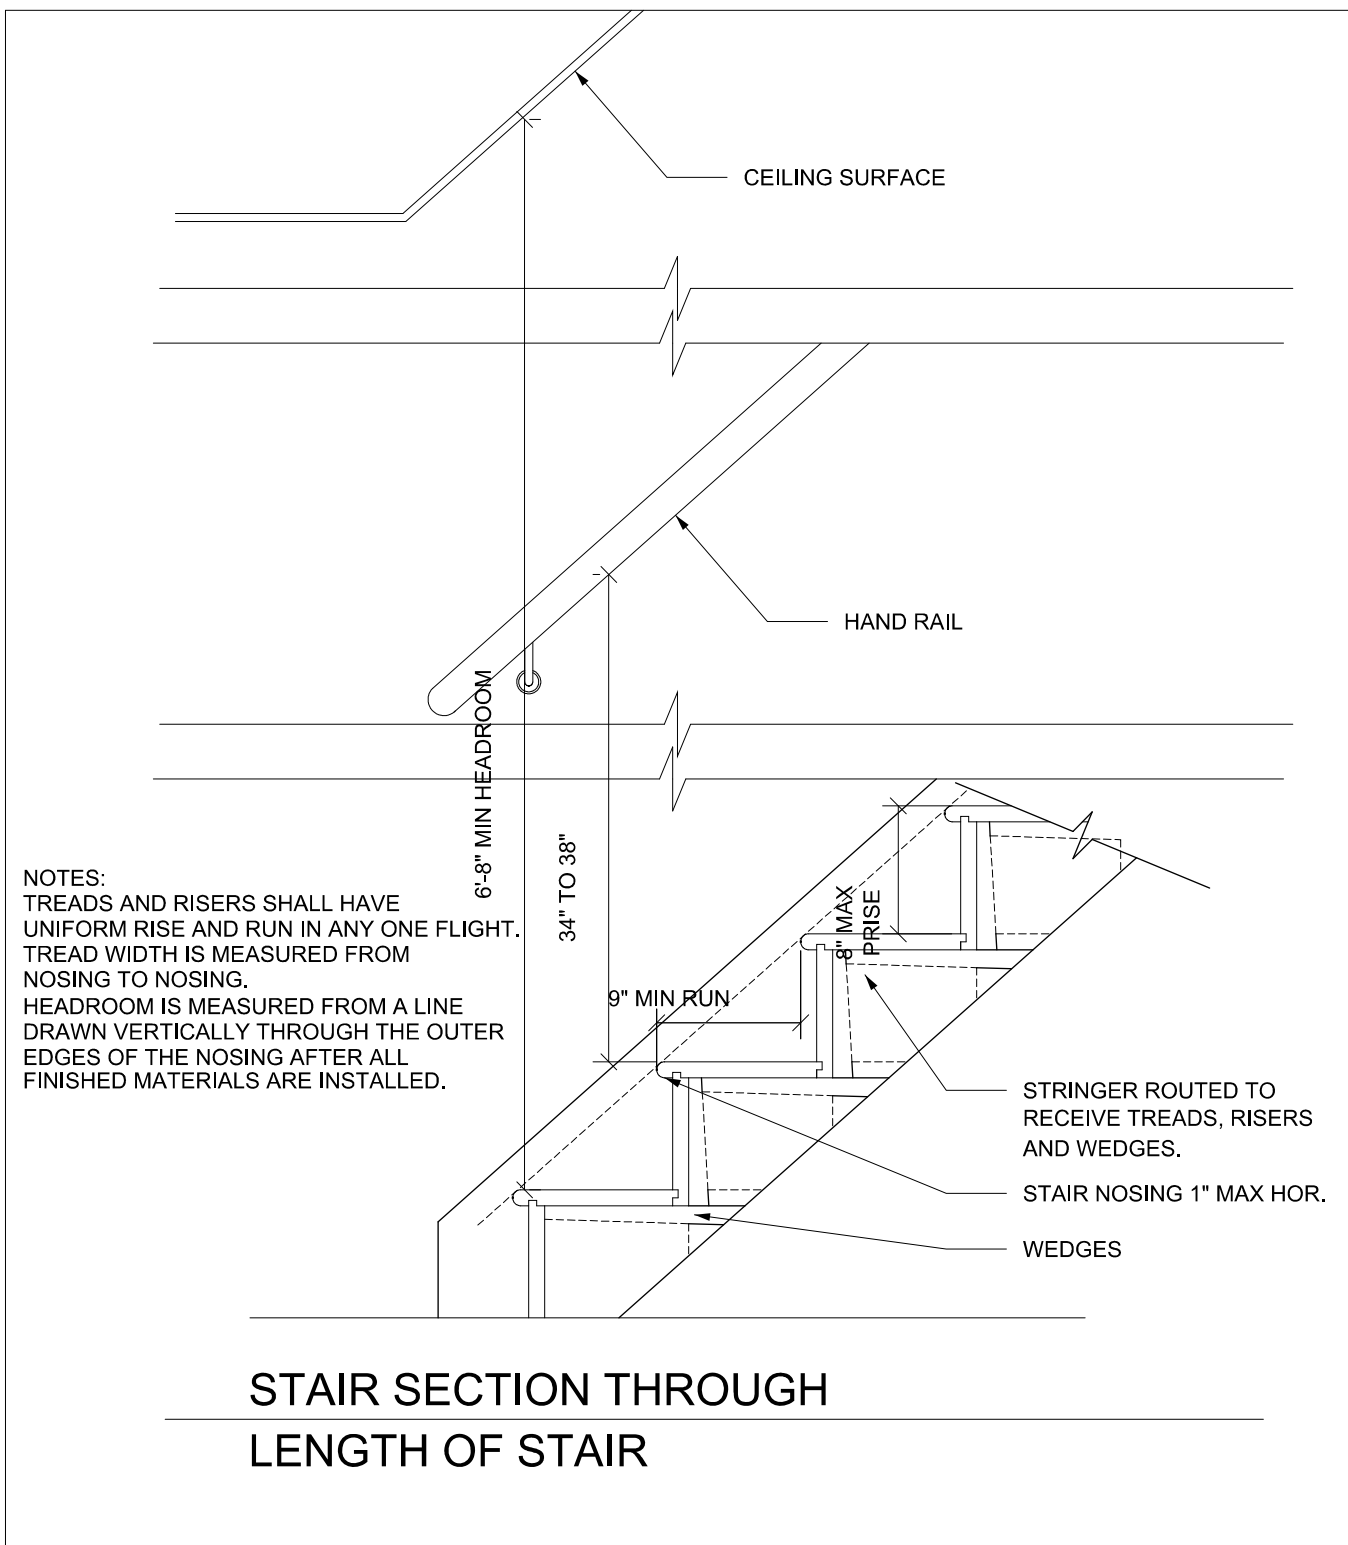 CEILING SURFACE
HAND RAIL
6'-8" MIN HEADROOM
34" TO 38"
8" MAX
PRISE
9" MIN RUN
NOTES:
TREADS AND RISERS SHALL HAVE
UNIFORM RISE AND RUN IN ANY ONE FLIGHT.
TREAD WIDTH IS MEASURED FROM
NOSING TO NOSING.
HEADROOM IS MEASURED FROM A LINE
DRAWN VERTICALLY THROUGH THE OUTER
EDGES OF THE NOSING AFTER ALL
FINISHED MATERIALS ARE INSTALLED.
STRINGER ROUTED TO
RECEIVE TREADS, RISERS
AND WEDGES.
STAIR NOSING 1" MAX HOR.
WEDGES
STAIR SECTION THROUGH
LENGTH OF STAIR